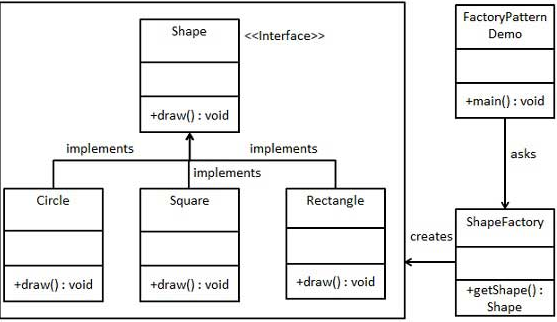 Shape
<<Interface>>
+draw() : void
FactoryPattern
Demo
+main() : void
implements
implements
implements
asks
Circle
+draw() : void
Square
+draw() : void
Rectangle
+draw() : void
creates
ShapeFactory
+getShape() :
Shape